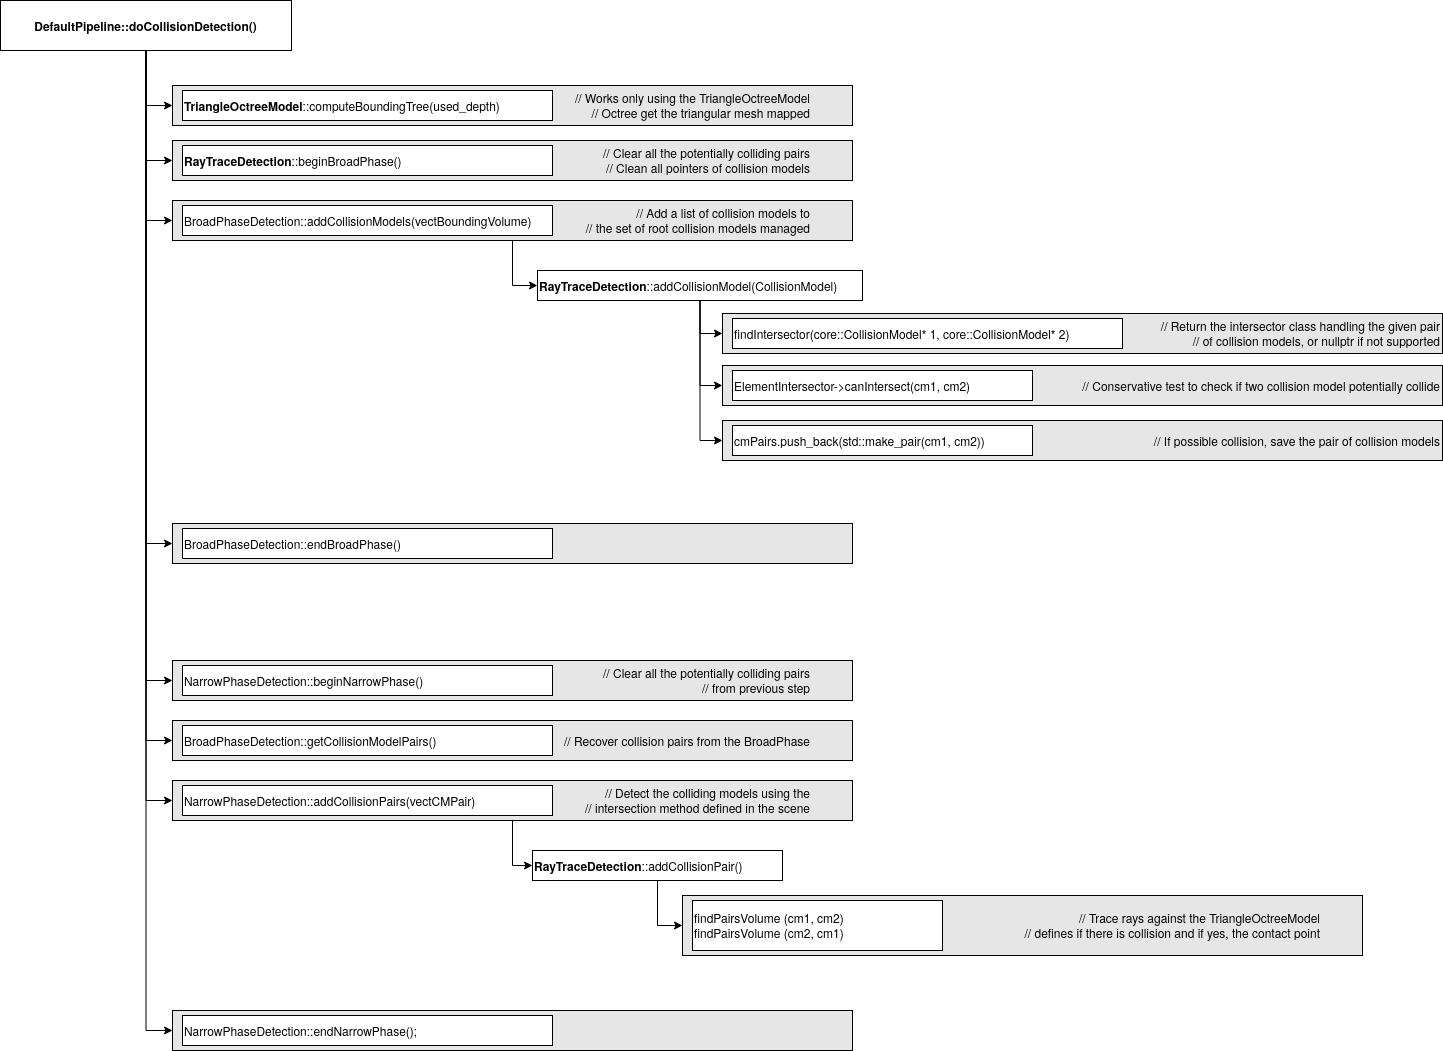 DefaultPipeline::doCollisionDetection()
TriangleOctreeModel::computeBoundingTree(used_depth)
// Works only using the TriangleOctreeModel
// Octree get the triangular mesh mapped
RayTraceDetection::beginBroadPhase()
// Clear all the potentially colliding pairs
// Clean all pointers of collision models
BroadPhaseDetection::addCollisionModels(vectBoundingVolume)
// Add a list of collision models to
// the set of root collision models managed
RayTraceDetection::addCollisionModel(CollisionModel)
findIntersector(core::CollisionModel* 1, core::CollisionModel* 2)
// Return the intersector class handling the given pair
// of collision models, or nullptr if not supported
ElementIntersector->canIntersect(cm1, cm2)
// Conservative test to check if two collision model potentially collide
cmPairs.push_back(std::make_pair(cm1, cm2))
// If possible collision, save the pair of collision models
BroadPhaseDetection::endBroadPhase()
NarrowPhaseDetection::beginNarrowPhase()
// Clear all the potentially colliding pairs
// from previous step
BroadPhaseDetection::getCollisionModelPairs()
// Recover collision pairs from the BroadPhase
NarrowPhaseDetection::addCollisionPairs(vectCMPair)
// Detect the colliding models using the
// intersection method defined in the scene
RayTraceDetection::addCollisionPair()
findPairsVolume (cm1, cm2)
findPairsVolume (cm2, cm1)
// Trace rays against the TriangleOctreeModel
// defines if there is collision and if yes, the contact point
NarrowPhaseDetection::endNarrowPhase();